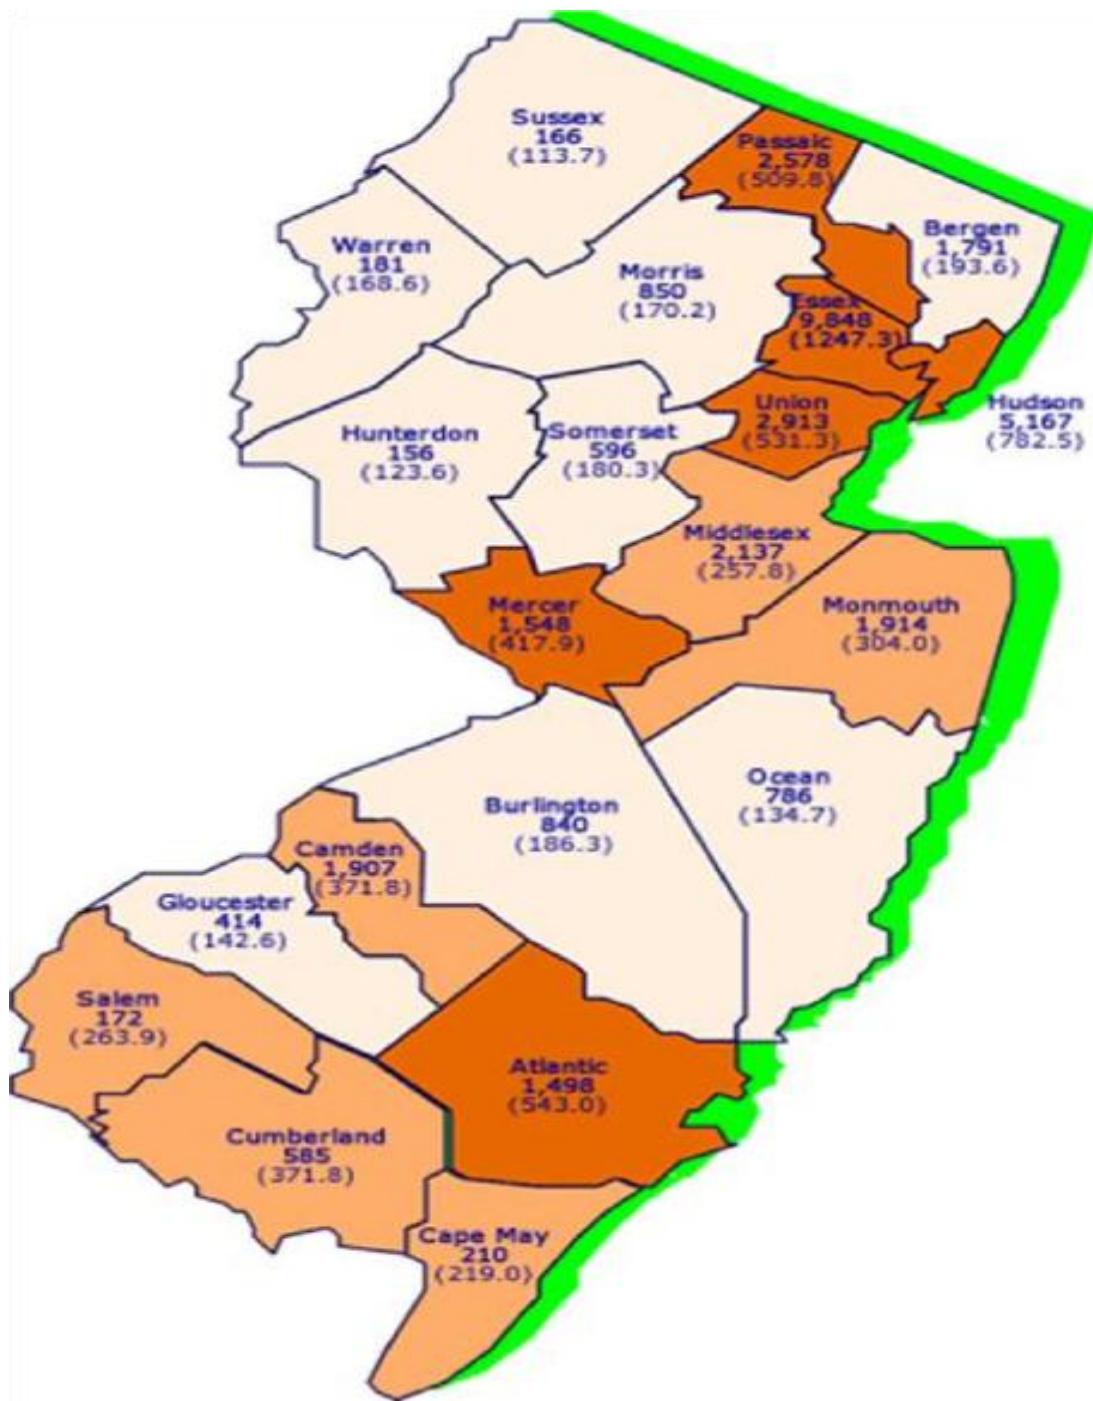 Sussex
166
(113.7)
Passaic
2,578
(509.8)
Bergen
1,791
(193.6)
Warren
181
(168.6)
Morris
850
(170.2)
Essex
9,848
(1247.3)
Hudson
5,167
(782.5)
Union
2,913
(531.3)
Hunterdon
156
(123.6)
Somerset
596
(180.3)
Middlesex
2,137
(257.8)
Mercer
1,548
(417.9)
Monmouth
1,914
(304.0)
Ocean
786
(134.7)
Burlington
840
(186.3)
Camden
1,907
(371.8)
Gloucester
414
(142.6)
Salem
172
(263.9)
Atlantic
1,498
(543.0)
Cumberland
585
(371.8)
Cape May
210
(219.0)